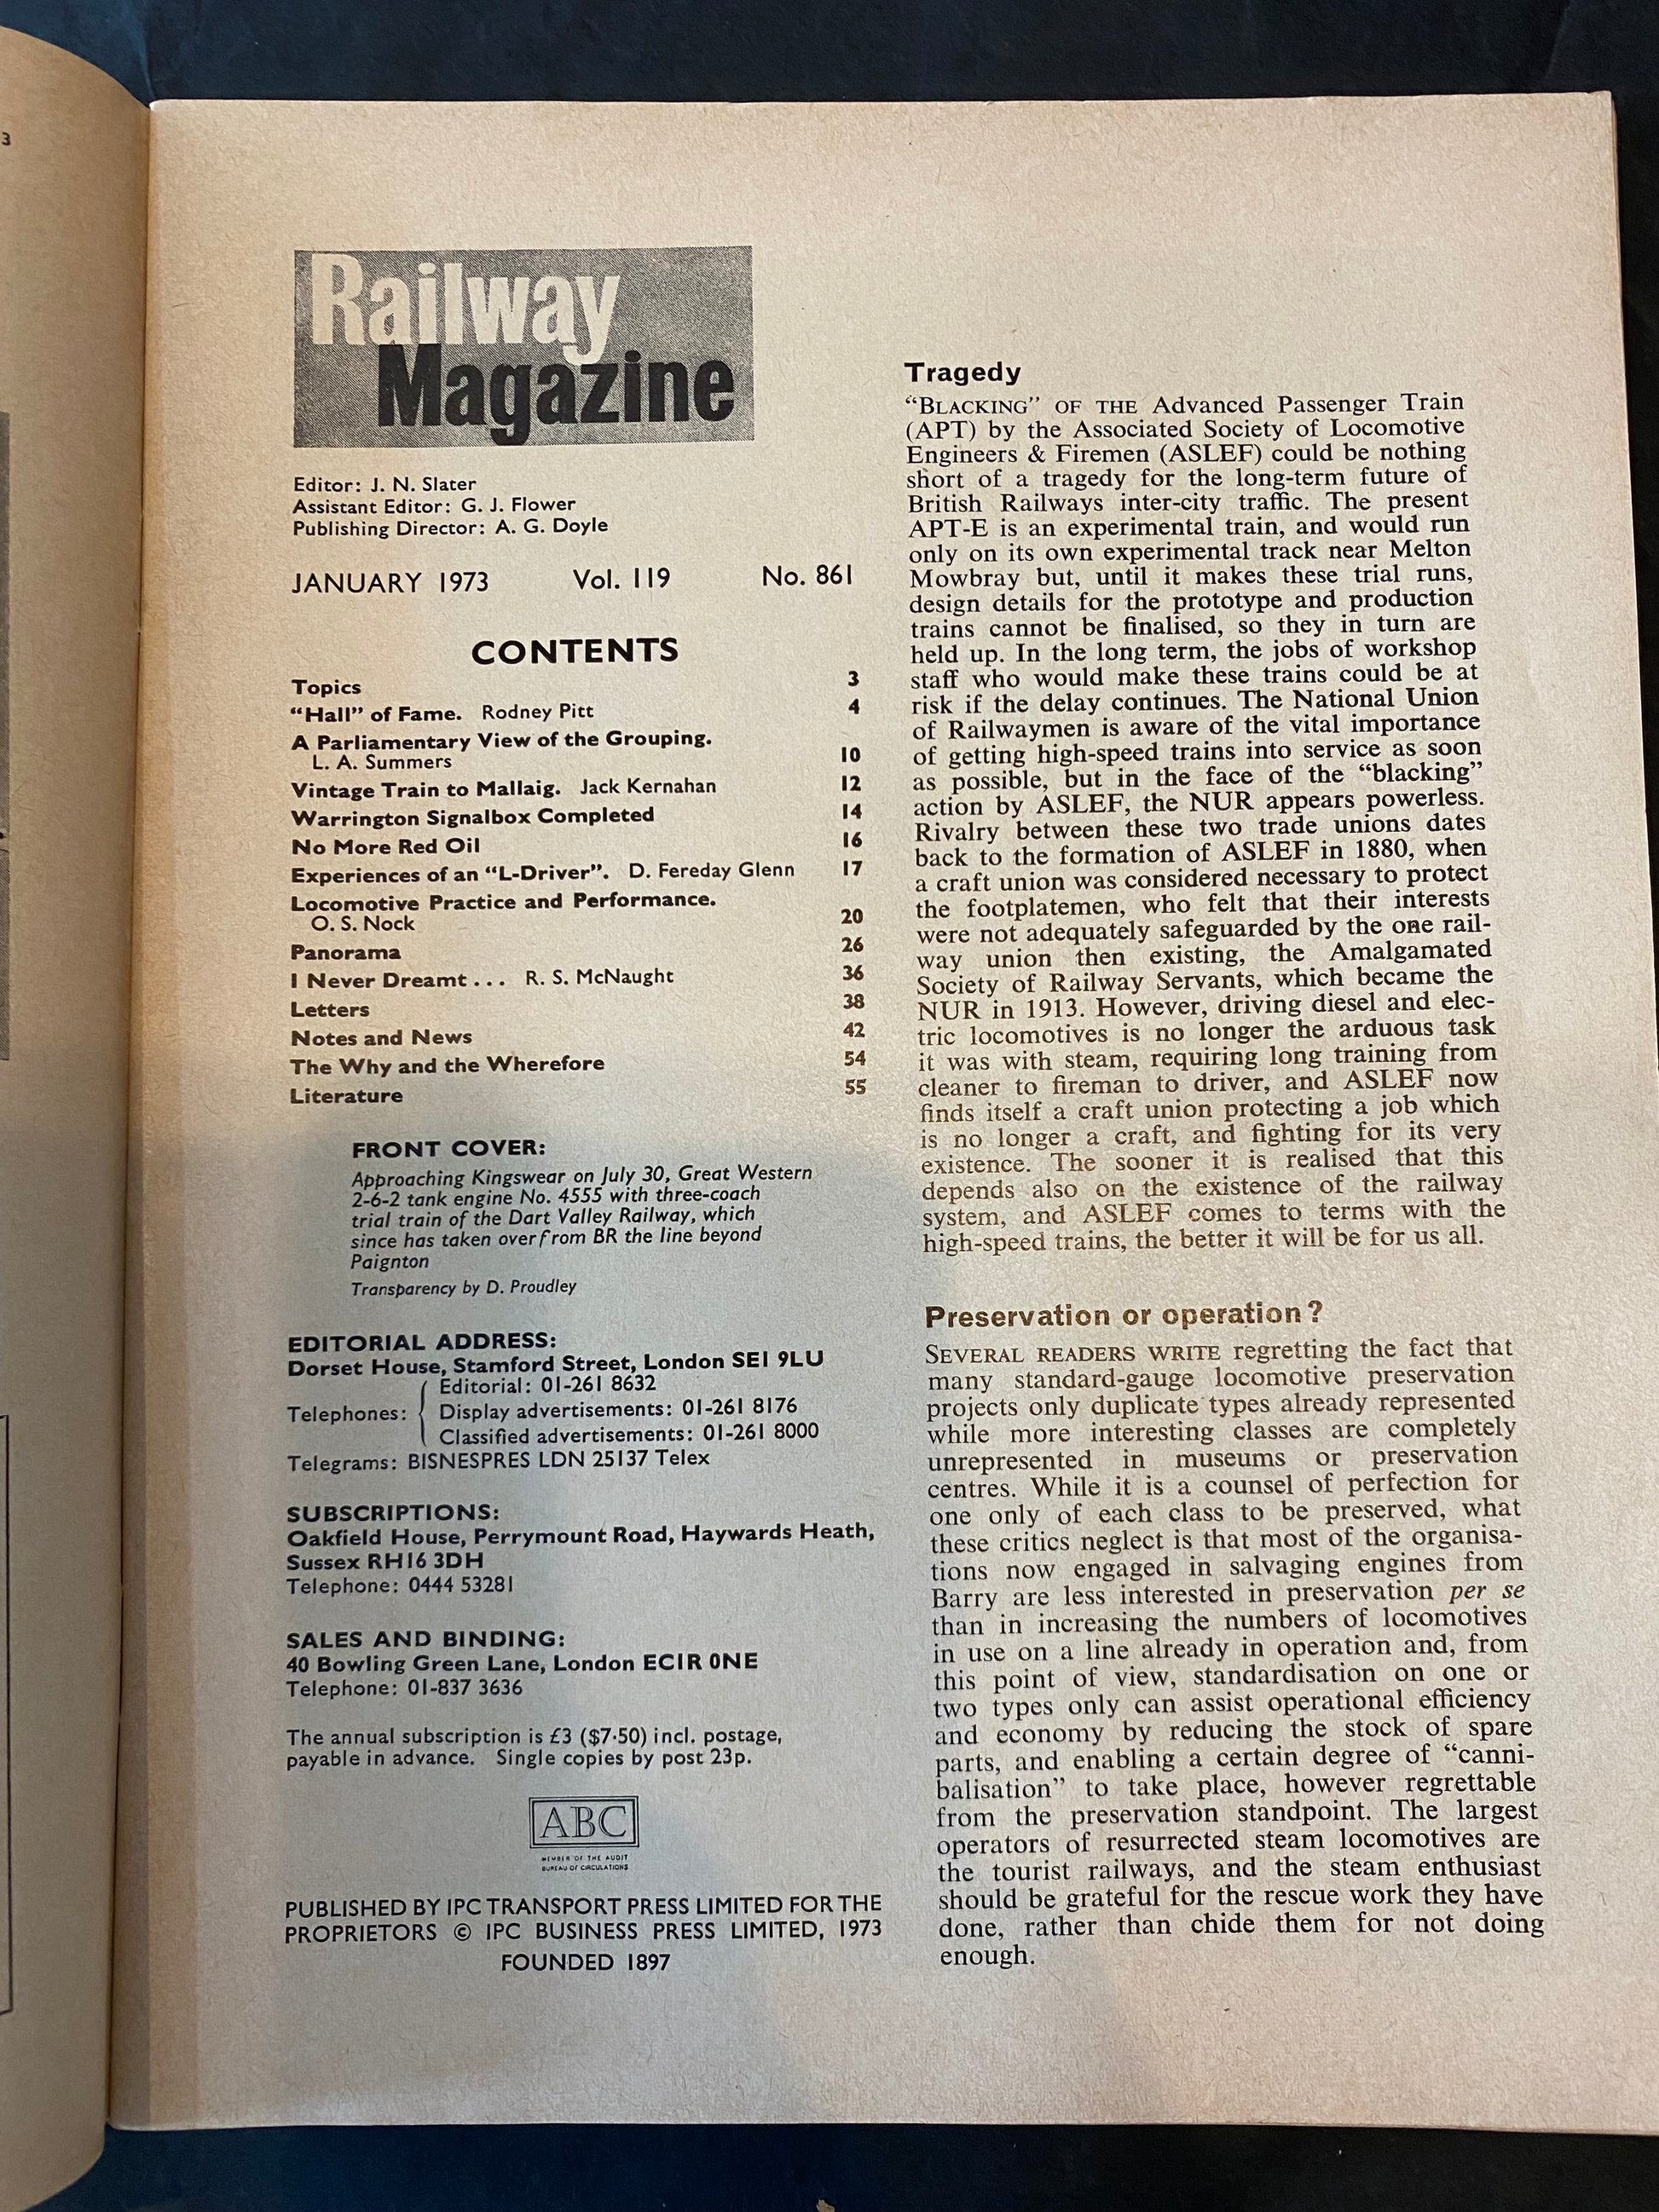 3
Railway
Magazine
Editor: J. N. Slater
Assistant Editor: G. J. Flower
Publishing Director: A. G. Doyle
JANUARY 1973 Vol. 119 No. 861
CONTENTS
Topics 3
“Hall” of Fame. Rodney Pitt 4
A Parliamentary View of the Grouping.
L. A. Summers 10
Vintage Train to Mallaig. Jack Kernahan 12
Warrington Signalbox Completed 14
No More Red Oil 16
Experiences of an “L-Driver”. D. Fereday Glenn 17
Locomotive Practice and Performance.
O. S. Nock 20
Panorama 26
I Never Dreamt . . . R. S. McNaught 36
Letters 38
Notes and News 42
The Why and the Wherefore 54
Literature 55
FRONT COVER:
Approaching Kingswear on July 30, Great Western
2-6-2 tank engine No. 4555 with three-coach
trial train of the Dart Valley Railway, which
since has taken over from BR the line beyond
Paignton
Transparency by D. Proudley
EDITORIAL ADDRESS:
Dorset House, Stamford Street, London SE1 9LU
Telephones:
Editorial: 01-261 8632
Display advertisements: 01-261 8176
Classified advertisements: 01-261 8000
Telegrams: BISNESPRES LDN 25137 Telex
SUBSCRIPTIONS:
Oakfield House, Perrymount Road, Haywards Heath,
Sussex RH16 3DH
Telephone: 0444 53281
SALES AND BINDING:
40 Bowling Green Lane, London EC1R 0NE
Telephone: 01-837 3636
The annual subscription is £3 ($7·50) incl. postage,
payable in advance. Single copies by post 23p.
ABC
MEMBER OF THE AUDIT
BUREAU OF CIRCULATIONS
PUBLISHED BY IPC TRANSPORT PRESS LIMITED FOR THE
PROPRIETORS © IPC BUSINESS PRESS LIMITED, 1973
FOUNDED 1897
Tragedy
“BLACKING” OF THE Advanced Passenger Train
(APT) by the Associated Society of Locomotive
Engineers & Firemen (ASLEF) could be nothing
short of a tragedy for the long-term future of
British Railways inter-city traffic. The present
APT-E is an experimental train, and would run
only on its own experimental track near Melton
Mowbray but, until it makes these trial runs,
design details for the prototype and production
trains cannot be finalised, so they in turn are
held up. In the long term, the jobs of workshop
staff who would make these trains could be at
risk if the delay continues. The National Union
of Railwaymen is aware of the vital importance
of getting high-speed trains into service as soon
as possible, but in the face of the “blacking”
action by ASLEF, the NUR appears powerless.
Rivalry between these two trade unions dates
back to the formation of ASLEF in 1880, when
a craft union was considered necessary to protect
the footplatemen, who felt that their interests
were not adequately safeguarded by the one rail-
way union then existing, the Amalgamated
Society of Railway Servants, which became the
NUR in 1913. However, driving diesel and elec-
tric locomotives is no longer the arduous task
it was with steam, requiring long training from
cleaner to fireman to driver, and ASLEF now
finds itself a craft union protecting a job which
is no longer a craft, and fighting for its very
existence. The sooner it is realised that this
depends also on the existence of the railway
system, and ASLEF comes to terms with the
high-speed trains, the better it will be for us all.
Preservation or operation?
SEVERAL READERS WRITE regretting the fact that
many standard-gauge locomotive preservation
projects only duplicate types already represented
while more interesting classes are completely
unrepresented in museums or preservation
centres. While it is a counsel of perfection for
one only of each class to be preserved, what
these critics neglect is that most of the organisa-
tions now engaged in salvaging engines from
Barry are less interested in preservation per se
than in increasing the numbers of locomotives
in use on a line already in operation and, from
this point of view, standardisation on one or
two types only can assist operational efficiency
and economy by reducing the stock of spare
parts, and enabling a certain degree of “canni-
balisation” to take place, however regrettable
from the preservation standpoint. The largest
operators of resurrected steam locomotives are
the tourist railways, and the steam enthusiast
should be grateful for the rescue work they have
done, rather than chide them for not doing
enough.